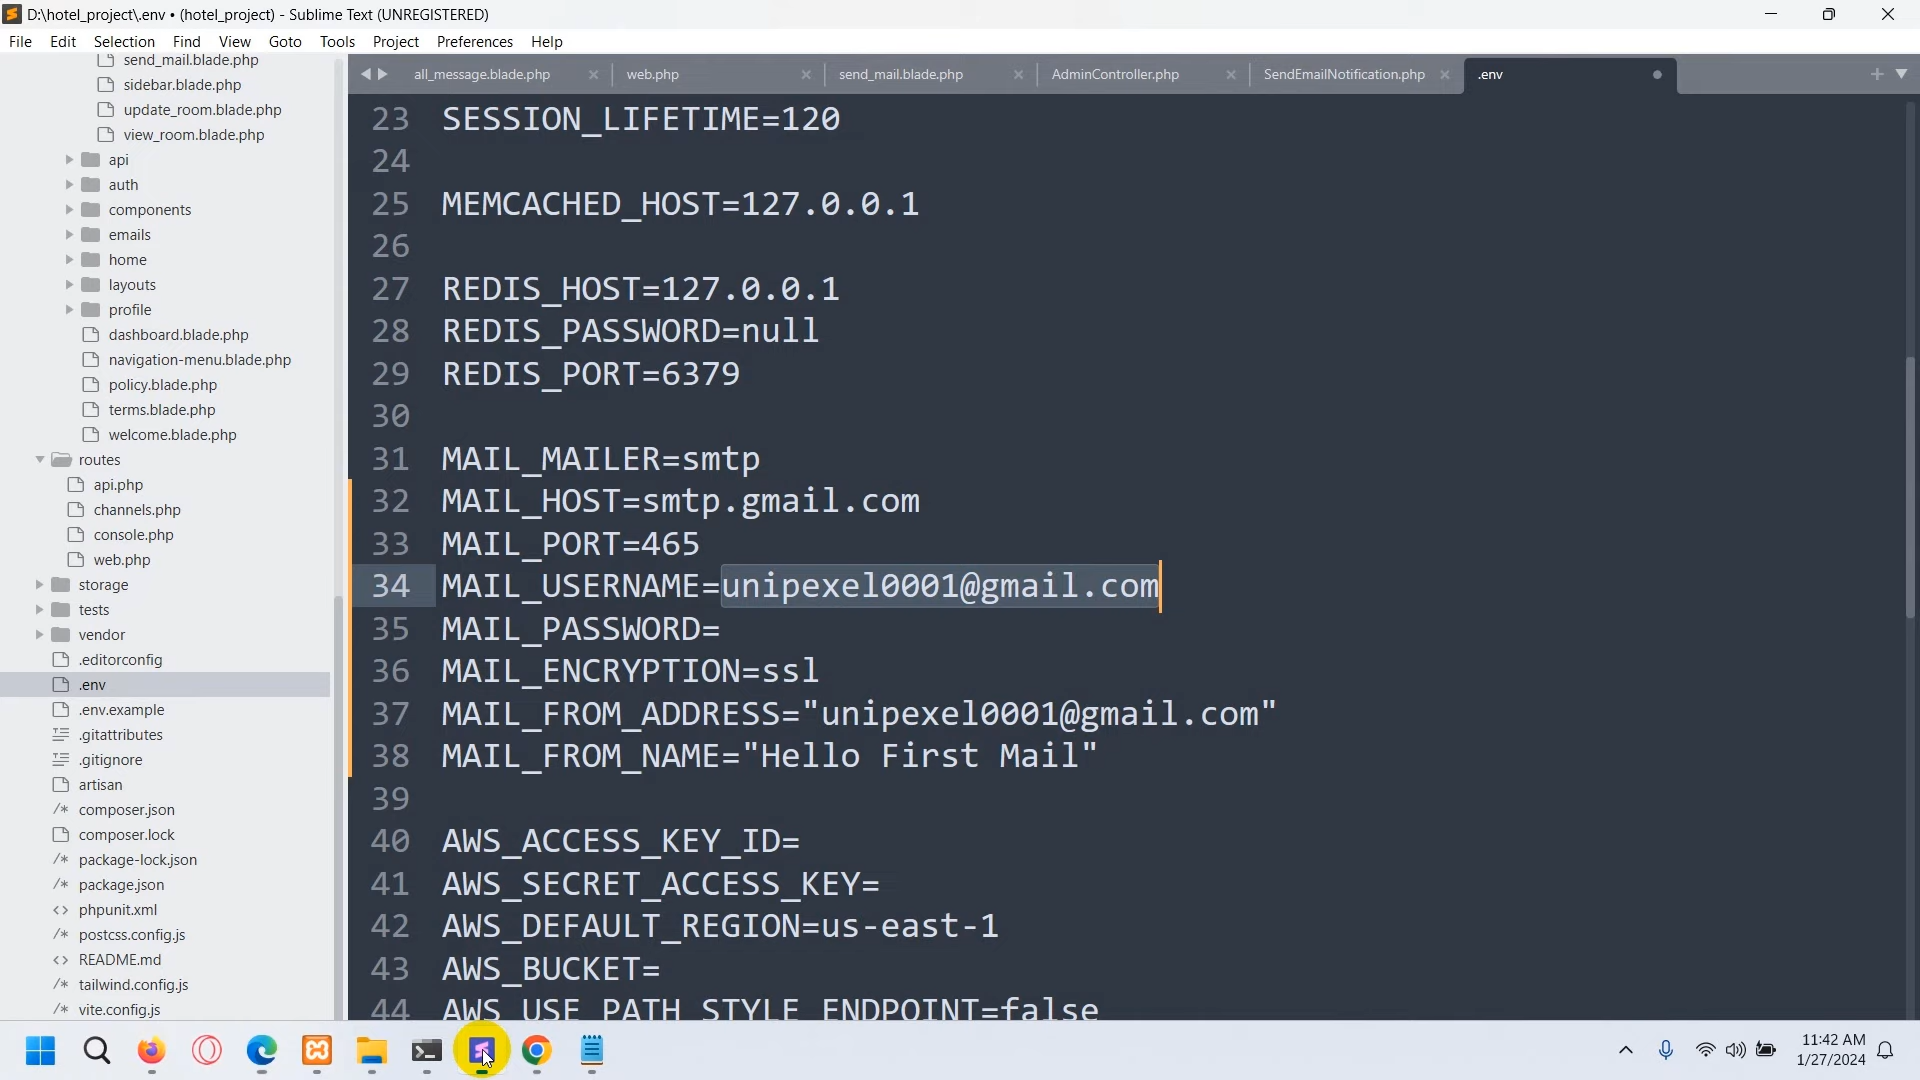 D:\hotel_project\.env • (hotel_project) - Sublime Text (UNREGISTERED)
File Edit Selection Find View Goto Tools Project Preferences Help
send_mail.blade.php
sidebar.blade.php
update_room.blade.php
view_room.blade.php
api
auth
components
emails
home
layouts
profile
dashboard.blade.php
navigation-menu.blade.php
policy.blade.php
terms.blade.php
welcome.blade.php
routes
api.php
channels.php
console.php
web.php
storage
tests
vendor
.editorconfig
.env
.env.example
.gitattributes
.gitignore
artisan
/* composer.json
composer.lock
/* package-lock.json
/* package.json
<> phpunit.xml
/* postcss.config.js
<> README.md
/* tailwind.config.js
/* vite.config.js
all_message.blade.php web.php send_mail.blade.php AdminController.php SendEmailNotification.php .env
23 SESSION_LIFETIME=120
24
25 MEMCACHED_HOST=127.0.0.1
26
27 REDIS_HOST=127.0.0.1
28 REDIS_PASSWORD=null
29 REDIS_PORT=6379
30
31 MAIL_MAILER=smtp
32 MAIL_HOST=smtp.gmail.com
33 MAIL_PORT=465
34 MAIL_USERNAME=unipexel0001@gmail.com
35 MAIL_PASSWORD=
36 MAIL_ENCRYPTION=ssl
37 MAIL_FROM_ADDRESS="unipexel0001@gmail.com"
38 MAIL_FROM_NAME="Hello First Mail"
39
40 AWS_ACCESS_KEY_ID=
41 AWS_SECRET_ACCESS_KEY=
42 AWS_DEFAULT_REGION=us-east-1
43 AWS_BUCKET=
44 AWS_USE_PATH_STYLE_ENDPOINT=false
11:42 AM
1/27/2024